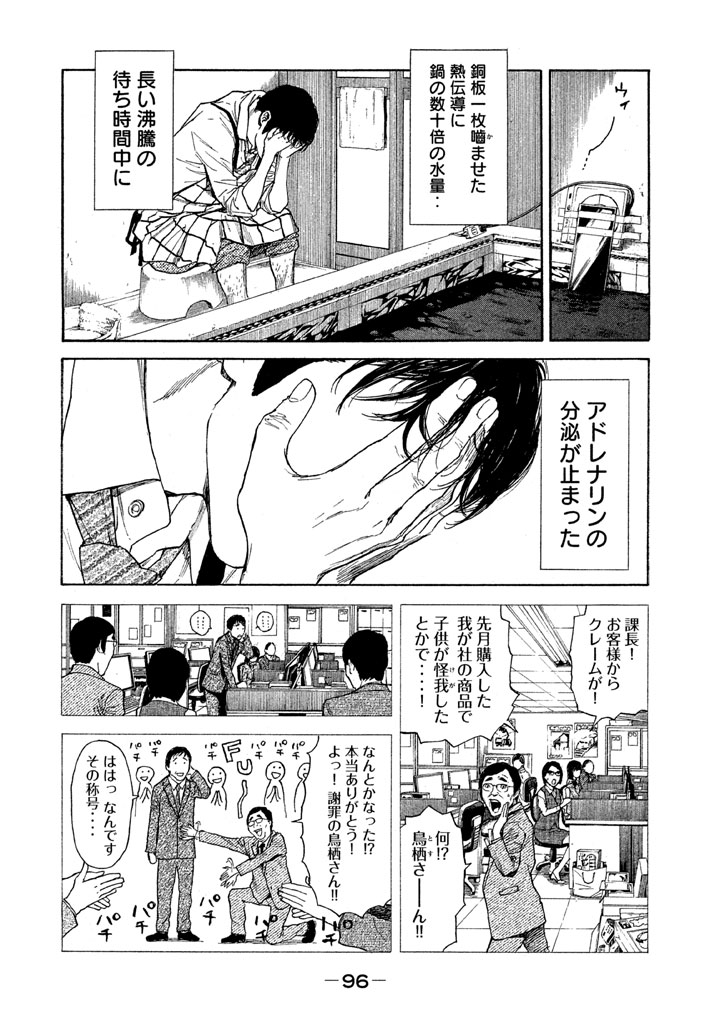 ウィ
銅板一枚嚙ませた
熱伝導に
鍋の数十倍の水量‥
長い沸騰の
待ち時間中に
アドレナリンの
分泌が止まった
課長!
お客様から
クレームが!
先月購入した
我が社の商品で
子供が怪我した
とかで‥‥!
何!?
鳥栖さ――ん!!
なんとかなった!?
本当ありがとう!
よっ!謝罪の鳥栖さん!!
FU〜
パチ
パチ
パチ
パチ
パチ
パチ
パチ
パチ
ははっ なんです
その称号‥‥
―96―